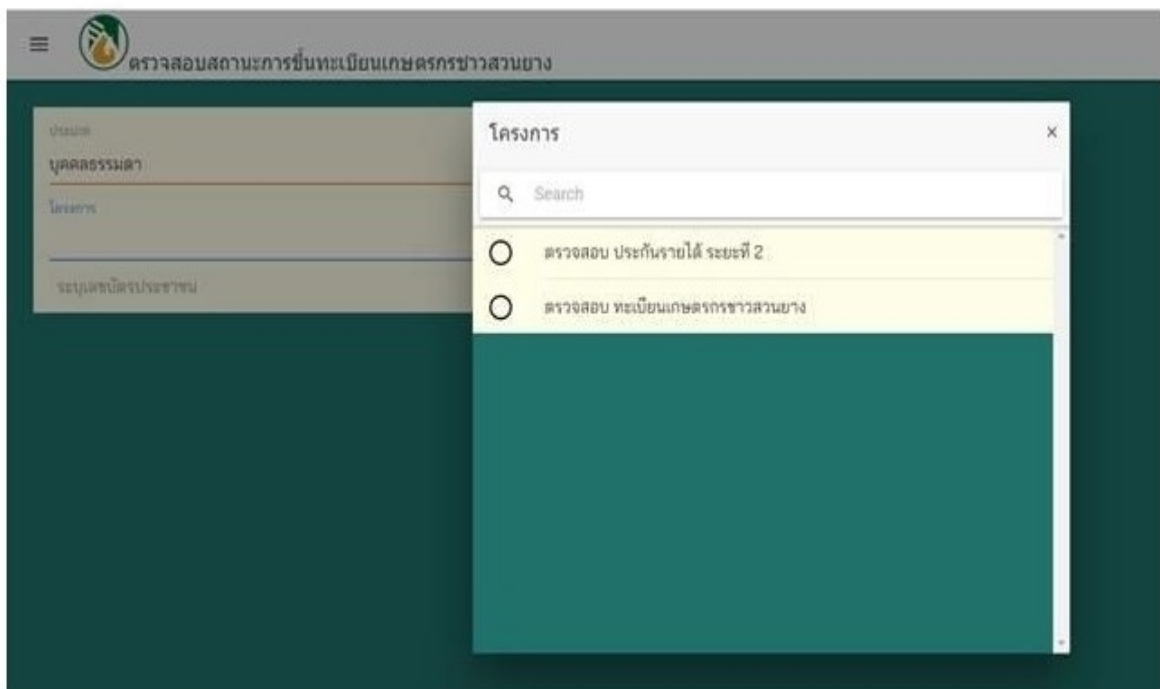 ตรวจสอบสถานะการขึ้นทะเบียนเกษตรกรชาวสวนยาง
ประเภท
บุคคลธรรมดา
โครงการ
ระบุเลขบัตรประชาชน
โครงการ
×
Search
ตรวจสอบ ประกันรายได้ ระยะที่ 2
ตรวจสอบ ทะเบียนเกษตรกรชาวสวนยาง